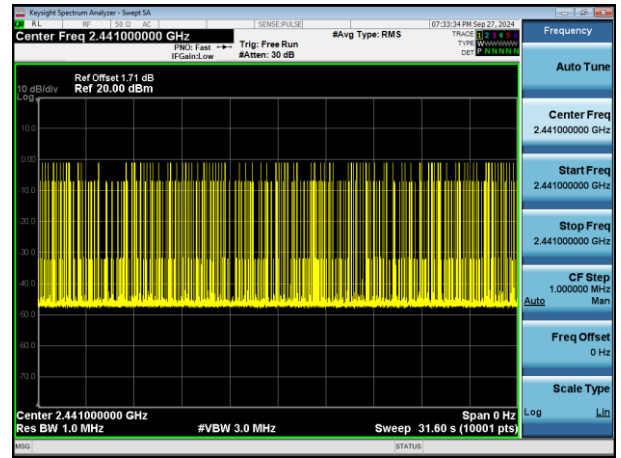 Keysight Spectrum Analyzer - Swept SA
RL RF 50 Ω AC SENSE:PULSE 07:33:34 PM Sep 27, 2024
Center Freq 2.441000000 GHz #Avg Type: RMS TRACE 1 2 3 4 5 6
PNO: Fast Trig: Free Run TYPE WWWWWW
IFGain:Low #Atten: 30 dB DET P N N N N N
Frequency
Auto Tune
Ref Offset 1.71 dB
10 dB/div Ref 20.00 dBm
Log
10.0
0.00
-10.0
-20.0
-30.0
-40.0
-50.0
-60.0
-70.0
Center Freq
2.441000000 GHz
Start Freq
2.441000000 GHz
Stop Freq
2.441000000 GHz
CF Step
1.000000 MHz
Auto Man
Freq Offset
0 Hz
Scale Type
Log Lin
Center 2.441000000 GHz Span 0 Hz
Res BW 1.0 MHz #VBW 3.0 MHz Sweep 31.60 s (10001 pts)
MSG STATUS